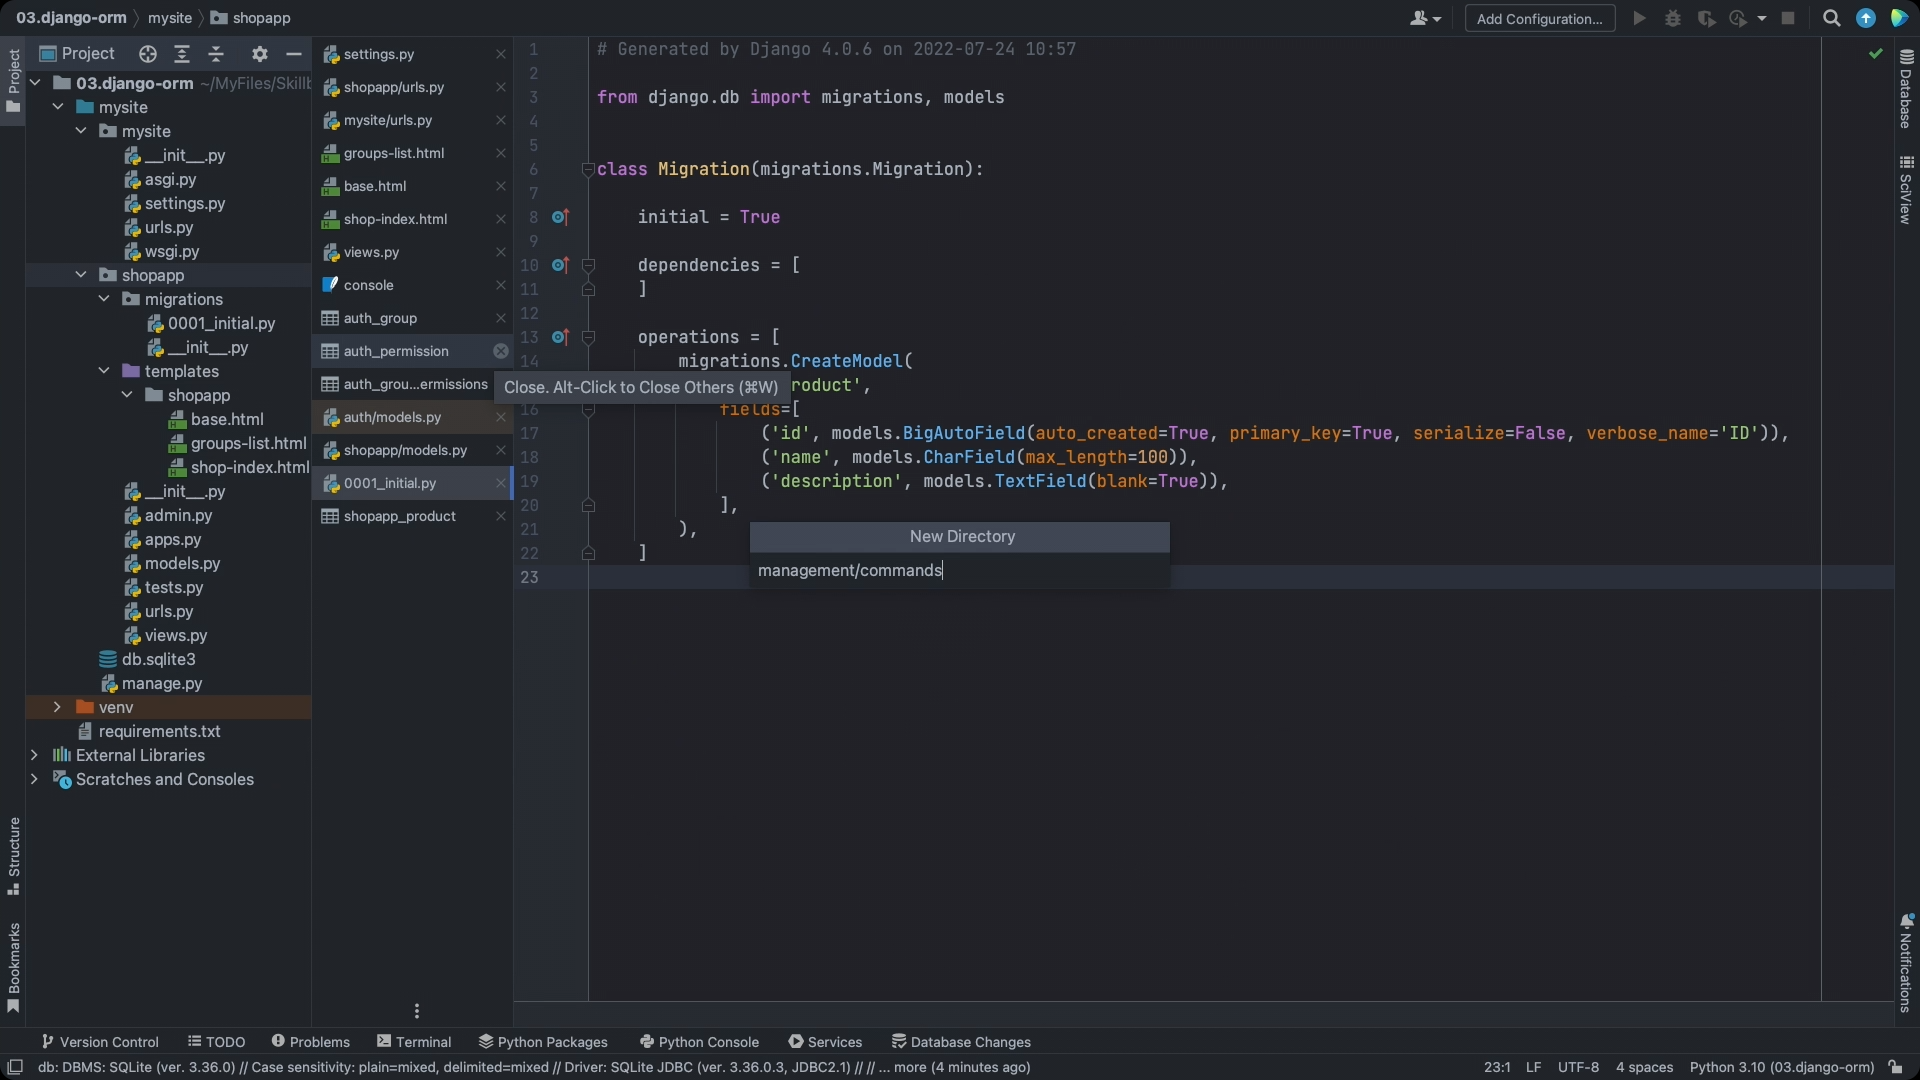 03.django-orm mysite shopapp
Add Configuration...
Project
03.django-orm ~/MyFiles/Skillb
mysite
mysite
__init__.py
asgi.py
settings.py
urls.py
wsgi.py
shopapp
migrations
0001_initial.py
__init__.py
templates
shopapp
base.html
groups-list.html
shop-index.html
__init__.py
admin.py
apps.py
models.py
tests.py
urls.py
views.py
db.sqlite3
manage.py
venv
requirements.txt
External Libraries
Scratches and Consoles
Project
Structure
Bookmarks
settings.py
shopapp/urls.py
mysite/urls.py
groups-list.html
base.html
shop-index.html
views.py
console
auth_group
auth_permission
auth_grou...ermissions
auth/models.py
shopapp/models.py
0001_initial.py
shopapp_product
Close. Alt-Click to Close Others (⌘W)
1 # Generated by Django 4.0.6 on 2022-07-24 10:57
2
3 from django.db import migrations, models
4
5
6 class Migration(migrations.Migration):
7
8 initial = True
9
10 dependencies = [
11 ]
12
13 operations = [
14 migrations.CreateModel(
roduct',
16 fields=[
17 ('id', models.BigAutoField(auto_created=True, primary_key=True, serialize=False, verbose_name='ID')),
18 ('name', models.CharField(max_length=100)),
19 ('description', models.TextField(blank=True)),
20 ],
21 ),
22 ]
23
New Directory
management/commands
Database
SciView
Notifications
Version Control TODO Problems Terminal Python Packages Python Console Services Database Changes
db: DBMS: SQLite (ver. 3.36.0) // Case sensitivity: plain=mixed, delimited=mixed // Driver: SQLite JDBC (ver. 3.36.0.3, JDBC2.1) // // ... more (4 minutes ago) 23:1 LF UTF-8 4 spaces Python 3.10 (03.django-orm)